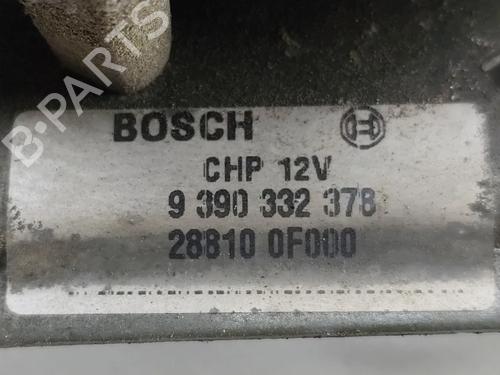 B-PARTS
BOSCH
CHP 12V
9 390 332 378
28810 0F000